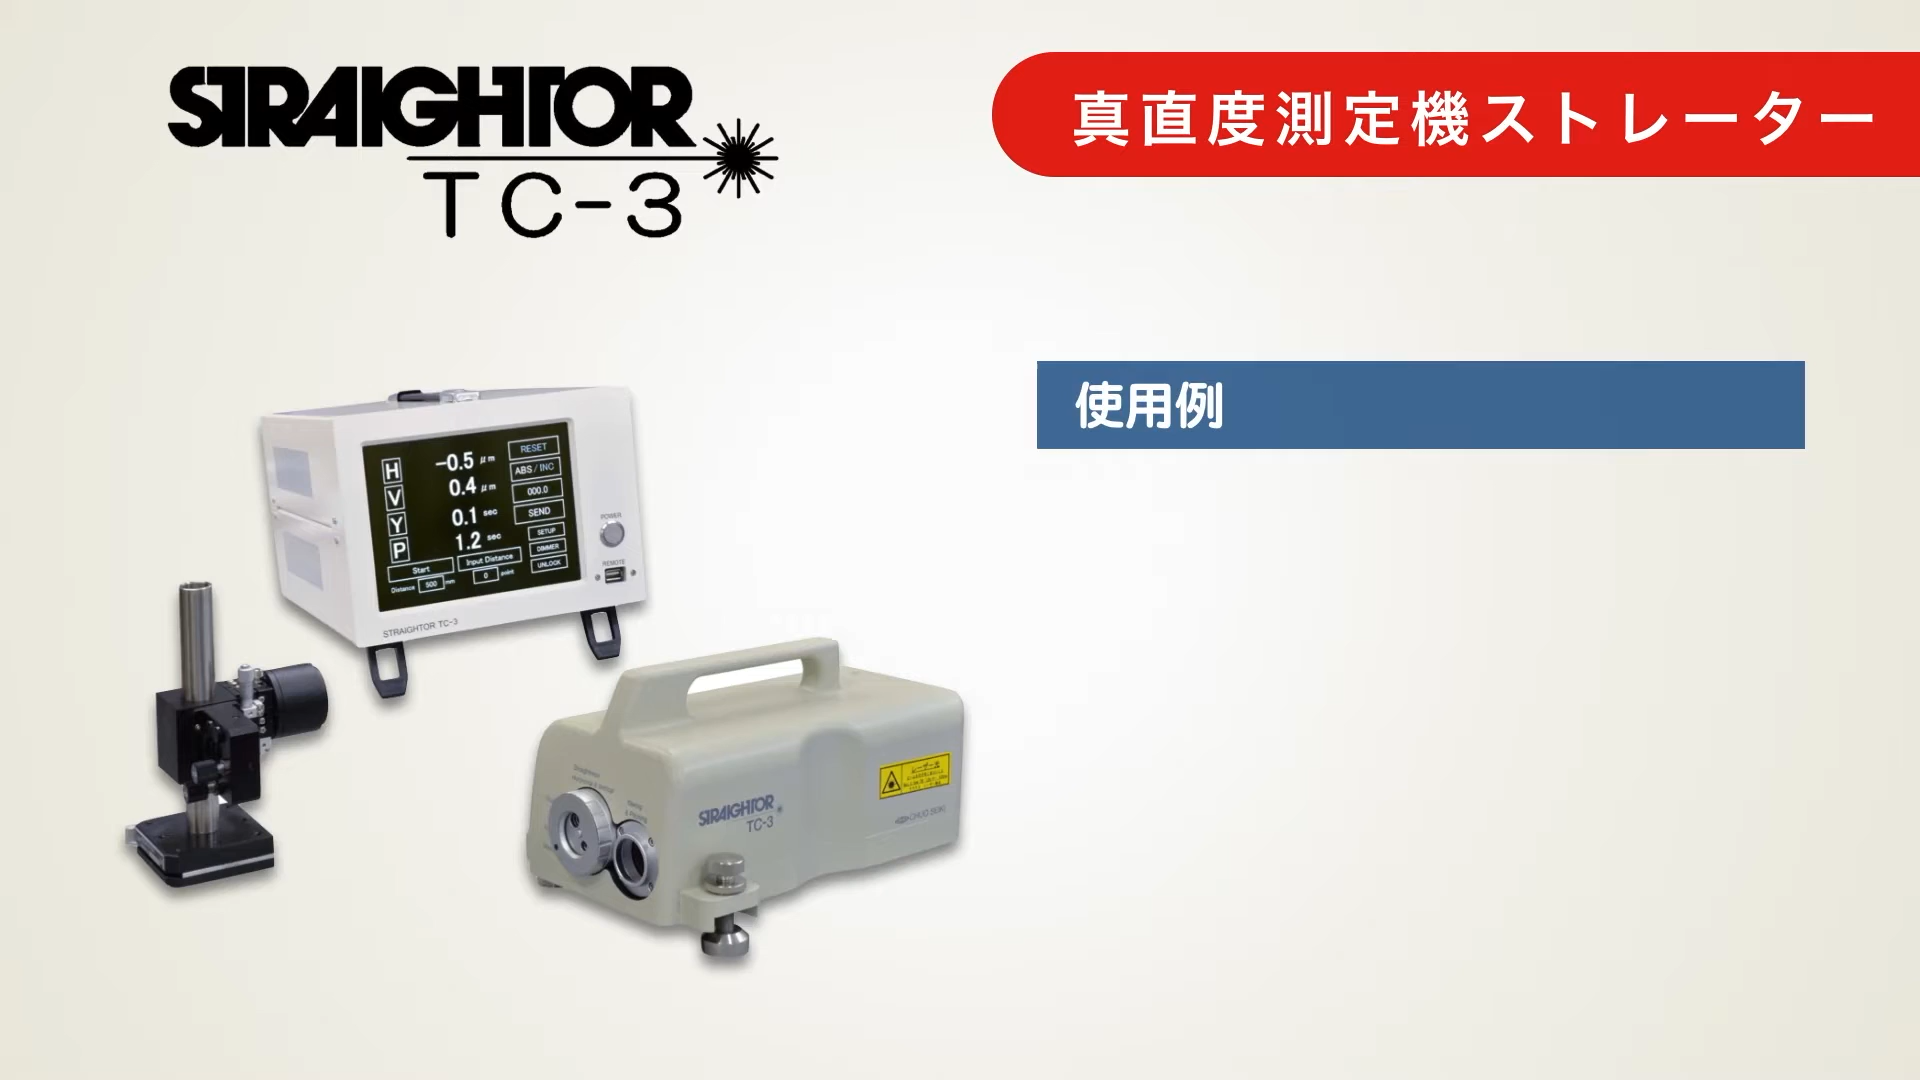 STRAIGHTOR
TC-3
真直度測定機ストレーター
使用例
H -0.5 μm
V 0.4 μm
Y 0.1 sec
P 1.2 sec
RESET
ABS/INC
000.0
SEND
SETUP
DIMMER
UNLOCK
Start
Input Distance
Distance 500 mm
0 point
POWER
REMOTE
STRAIGHTOR TC-3
STRAIGHTOR
TC-3